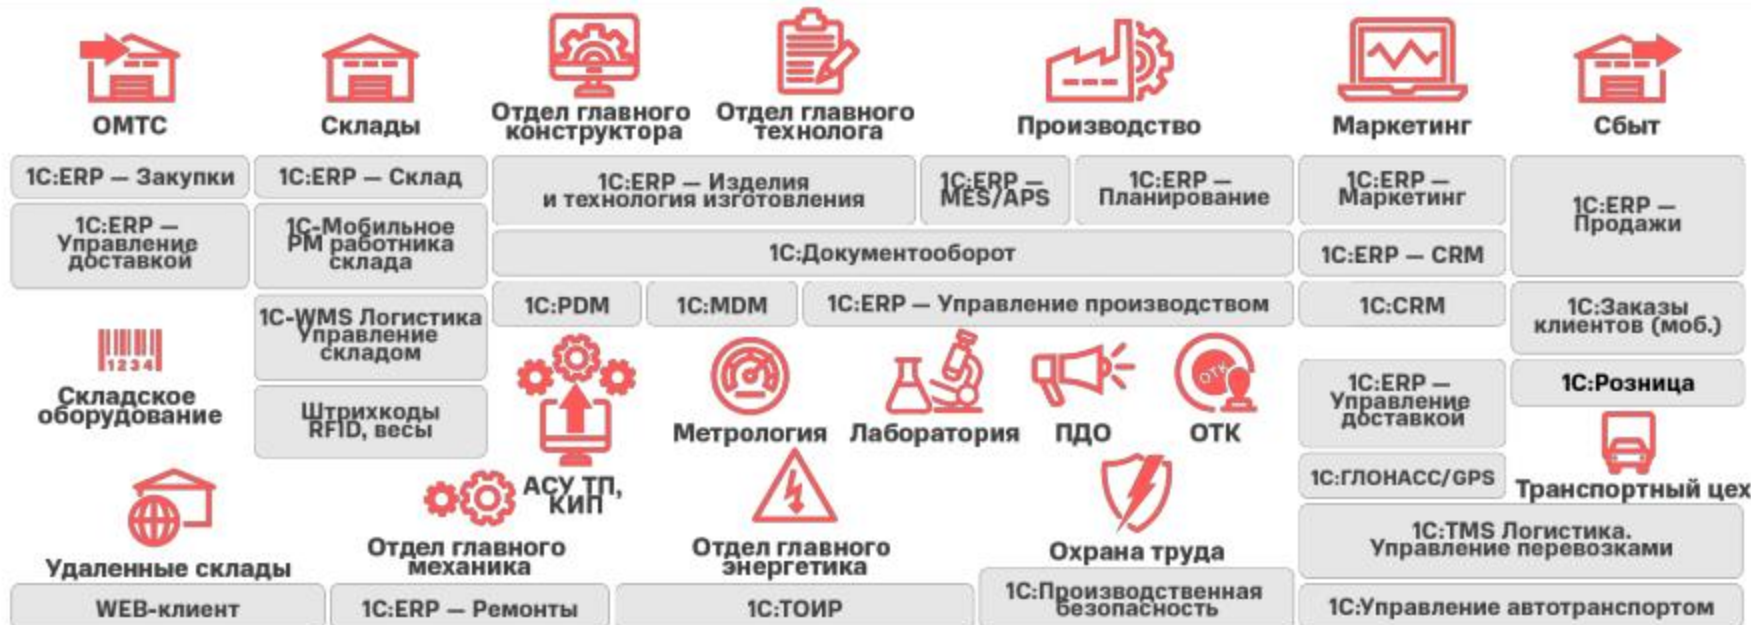 ОМТС
Склады
Отдел главного
конструктора
Отдел главного
технолога
Производство
Маркетинг
Сбыт
1С:ERP — Закупки
1С:ERP — Склад
1С:ERP — Изделия
и технология изготовления
1С:ERP —
MES/APS
1С:ERP —
Планирование
1С:ERP —
Маркетинг
1С:ERP —
Продажи
1С:ERP —
Управление
доставкой
1С-Мобильное
РМ работника
склада
1С:Документооборот
1С:ERP — CRM
1С-WMS Логистика
Управление
складом
1С:PDM
1С:MDM
1С:ERP — Управление производством
1С:CRM
1С:Заказы
клиентов (моб.)
1234
Складское
оборудование
Штрихкоды
RFID, весы
АСУ ТП,
КИП
Метрология
Лаборатория
ПДО
ОТК
ОТК
1С:ERP —
Управление
доставкой
1С:Розница
1С:ГЛОНАСС/GPS
Транспортный цех
Удаленные склады
Отдел главного
механика
Отдел главного
энергетика
Охрана труда
1С:TMS Логистика.
Управление перевозками
WEB-клиент
1С:ERP — Ремонты
1С:ТОИР
1С:Производственная
безопасность
1С:Управление автотранспортом